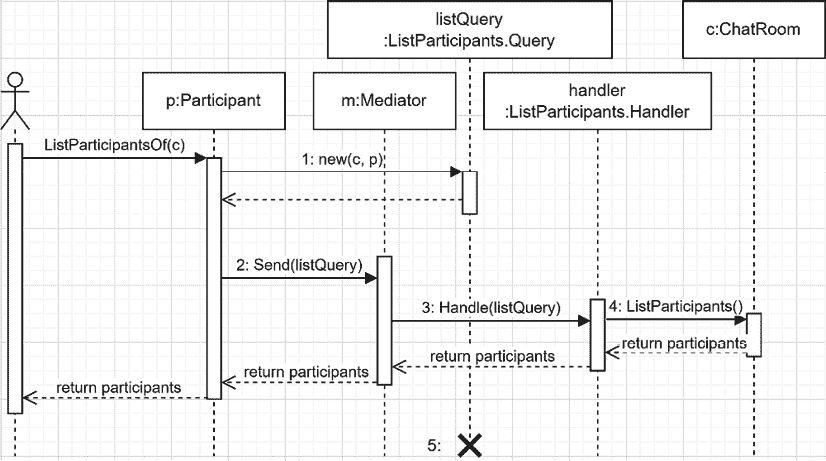 listQuery
:ListParticipants.Query
c:ChatRoom
p:Participant
m:Mediator
handler
:ListParticipants.Handler
ListParticipantsOf(c)
1: new(c, p)
2: Send(listQuery)
3: Handle(listQuery)
4: ListParticipants()
return participants
return participants
return participants
return participants
5: